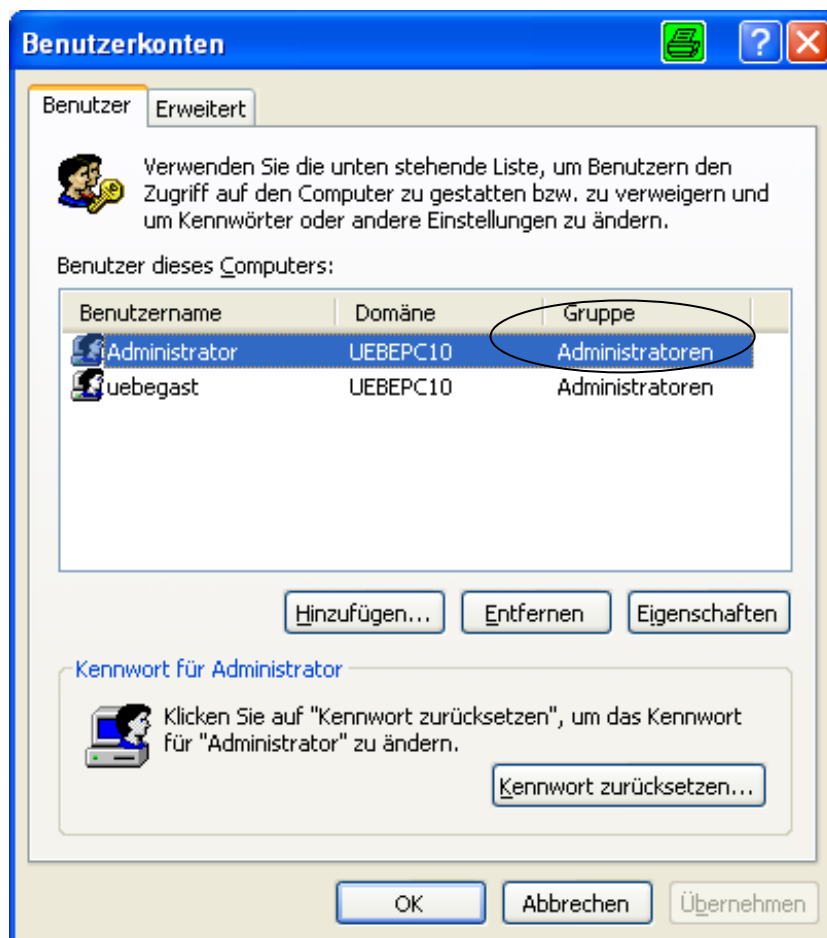 Benutzerkonten
Benutzer Erweitert
Verwenden Sie die unten stehende Liste, um Benutzern den
Zugriff auf den Computer zu gestatten bzw. zu verweigern und
um Kennwörter oder andere Einstellungen zu ändern.
Benutzer dieses Computers:
Benutzername Domäne Gruppe
Administrator UEBEPC10 Administratoren
uebegast UEBEPC10 Administratoren
Hinzufügen... Entfernen Eigenschaften
Kennwort für Administrator
Klicken Sie auf "Kennwort zurücksetzen", um das Kennwort
für "Administrator" zu ändern.
Kennwort zurücksetzen...
OK Abbrechen Übernehmen